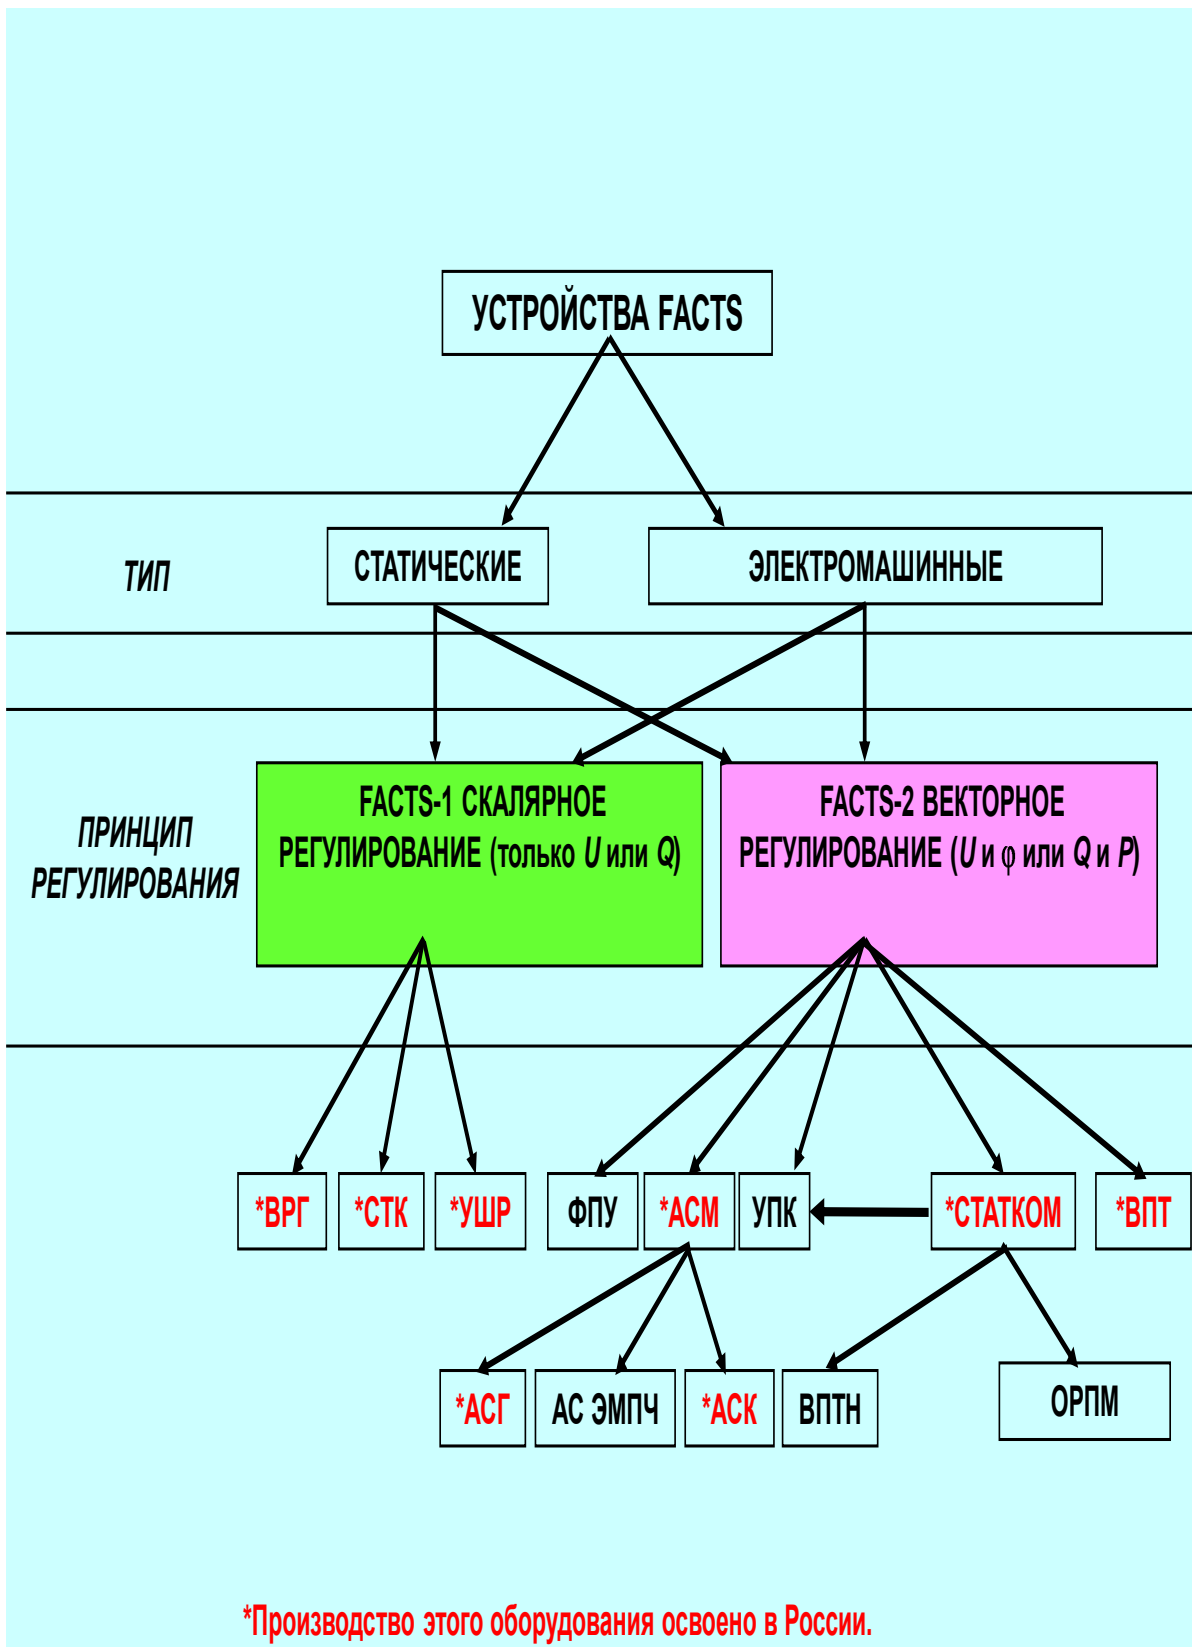 УСТРОЙСТВА FACTS
ТИП
СТАТИЧЕСКИЕ
ЭЛЕКТРОМАШИННЫЕ
ПРИНЦИП
РЕГУЛИРОВАНИЯ
FACTS-1 СКАЛЯРНОЕ
РЕГУЛИРОВАНИЕ (только U или Q)
FACTS-2 ВЕКТОРНОЕ
РЕГУЛИРОВАНИЕ (U и φ или Q и P)
*ВРГ
*СТК
*УШР
ФПУ
*АСМ
УПК
*СТАТКОМ
*ВПТ
*АСГ
АС ЭМПЧ
*АСК
ВПТН
ОРПМ
*Производство этого оборудования освоено в России.